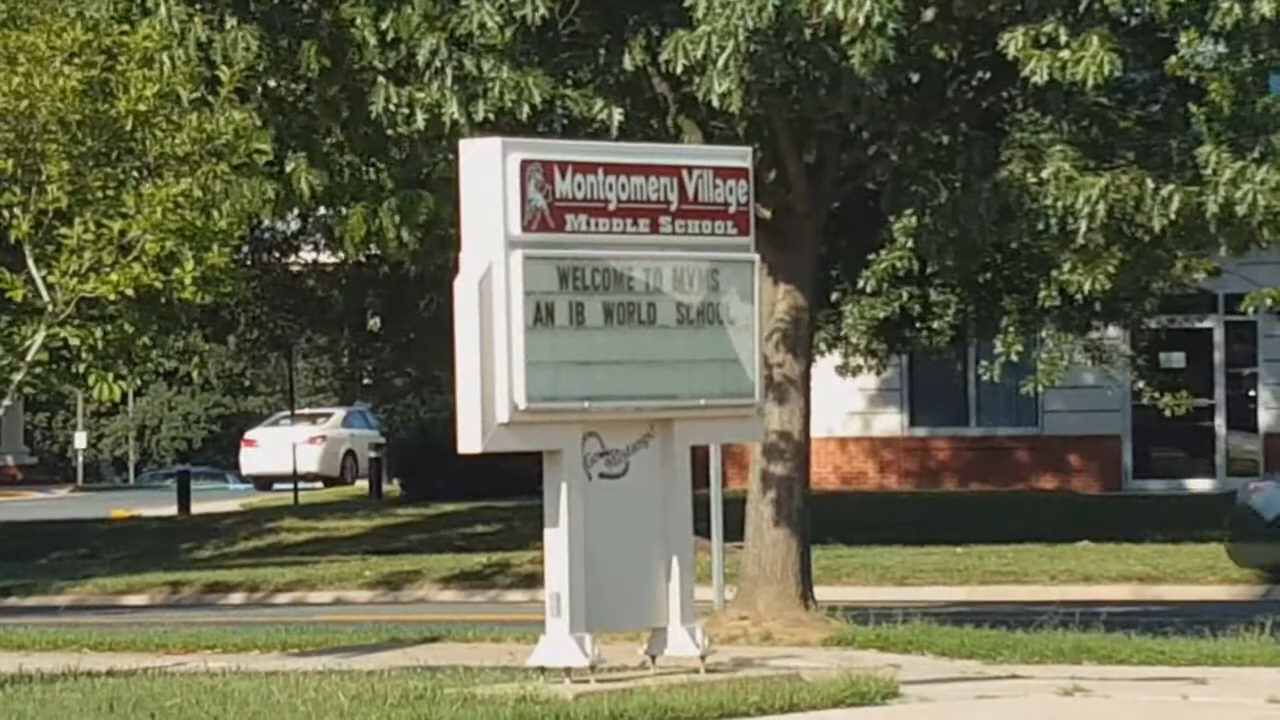 Montgomery Village
MIDDLE SCHOOL
WELCOME TO MVMS
AN IB WORLD SCHOOL